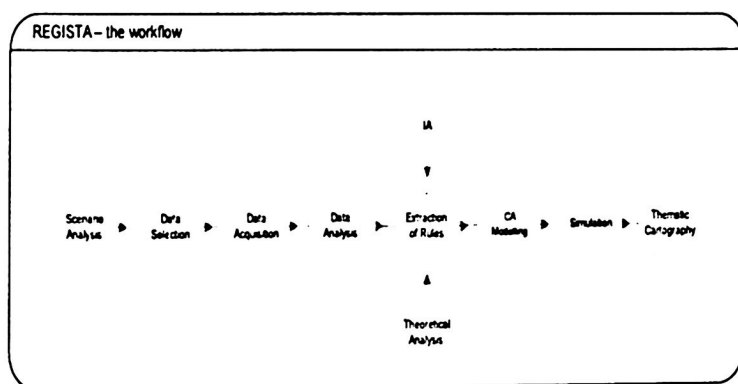 REGISTA – the workflow
IA
Scenario
Analysis
Data
Selection
Data
Acquisition
Data
Analysis
Extraction
of Rules
CA
Modelling
Simulation
Thematic
Cartography
Theoretical
Analysis